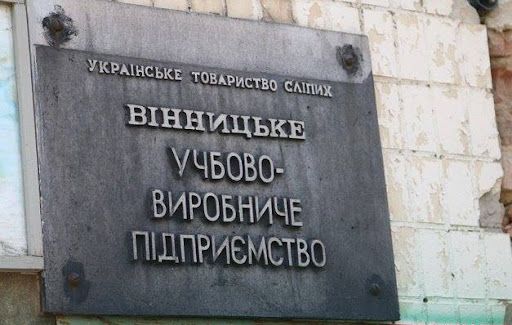 УКРАЇНСЬКЕ ТОВАРИСТВО СЛІПИХ
ВІННИЦЬКЕ
УЧБОВО-
ВИРОБНИЧЕ
ПІДПРИЄМСТВО